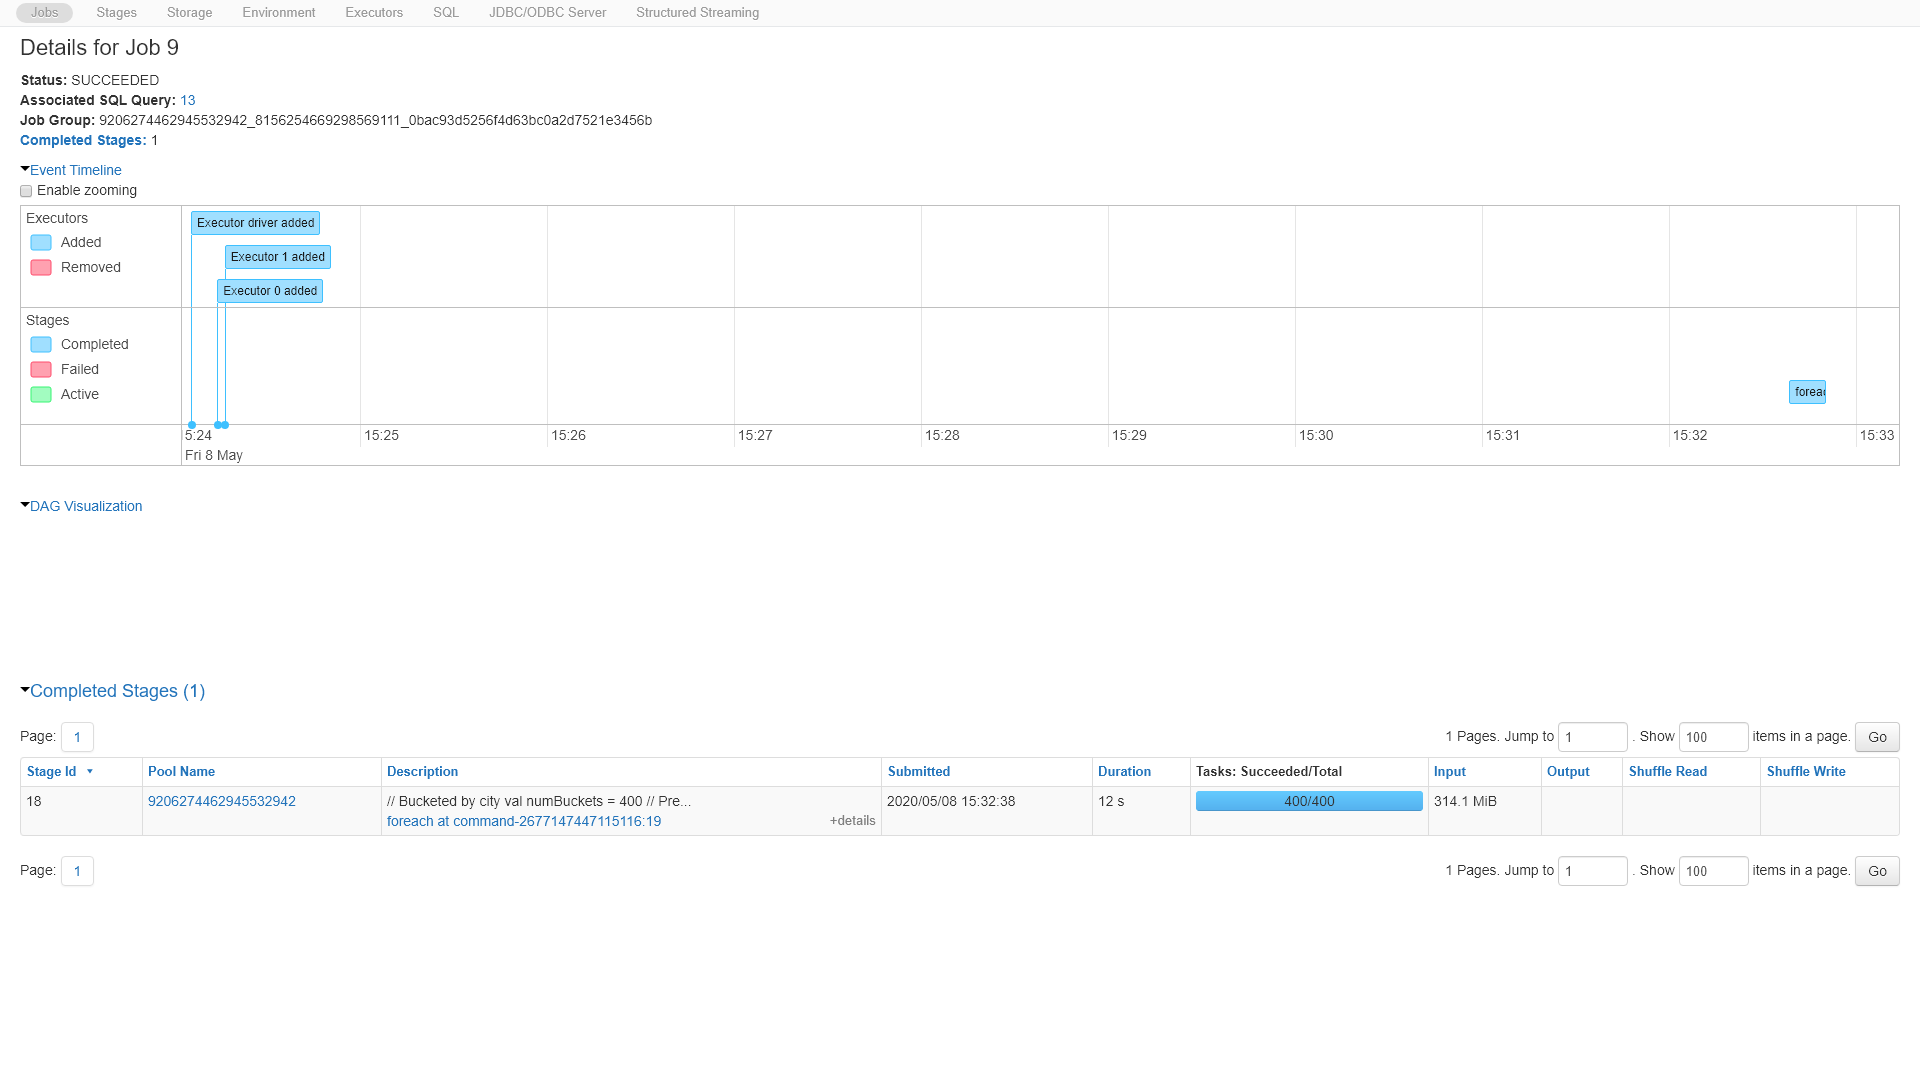 Jobs Stages Storage Environment Executors SQL JDBC/ODBC Server Structured Streaming
Details for Job 9
Status: SUCCEEDED
Associated SQL Query: 13
Job Group: 9206274462945532942_8156254669298569111_0bac93d5256f4d63bc0a2d7521e3456b
Completed Stages: 1
Event Timeline
Enable zooming
Executors
Added
Removed
Executor driver added
Executor 1 added
Executor 0 added
Stages
Completed
Failed
Active
foreac
5:24 15:25 15:26 15:27 15:28 15:29 15:30 15:31 15:32 15:33
Fri 8 May
DAG Visualization
Completed Stages (1)
Page: 1 1 Pages. Jump to 1 . Show 100 items in a page. Go
Stage Id Pool Name Description Submitted Duration Tasks: Succeeded/Total Input Output Shuffle Read Shuffle Write
18 9206274462945532942 // Bucketed by city val numBuckets = 400 // Pre... 2020/05/08 15:32:38 12 s 400/400 314.1 MiB
foreach at command-2677147447115116:19 +details
Page: 1 1 Pages. Jump to 1 . Show 100 items in a page. Go